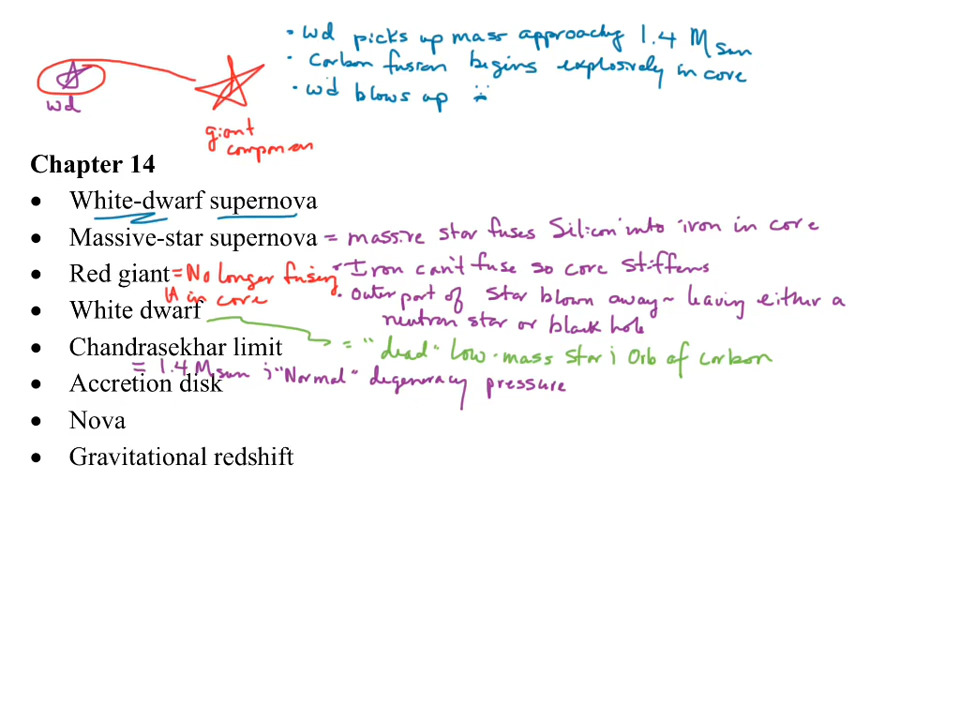 • wd picks up mass approachy 1.4 M sun
• Carbon fusion begins explosively in core
• wd blows up
wd
giant
companion
Chapter 14
• White-dwarf supernova
• Massive-star supernova = massive star fuses Silicon into iron in core
• Red giant = No longer fusing • Iron can't fuse so core stiffens
H in core • Outer part of star blown away ~ leaving either a
• White dwarf neutron star or black hole
• Chandrasekhar limit = "dead" low-mass star; Orb of carbon
= 1.4 M sun ; "Normal" degeneracy pressure
• Accretion disk
• Nova
• Gravitational redshift